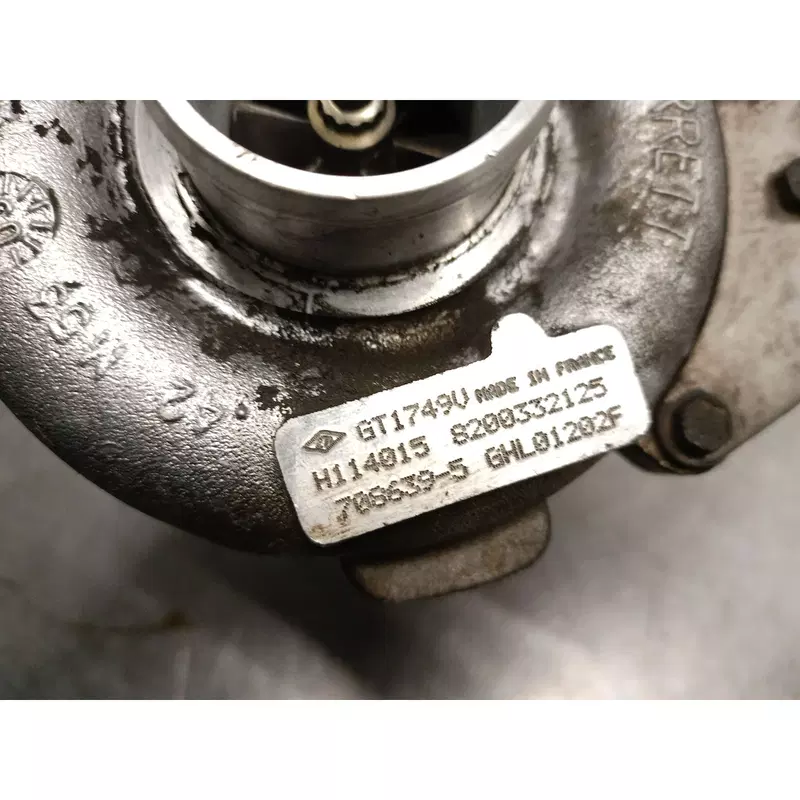 GT1749V MADE IN FRANCE
H114015 8200332125
708639-5 GHL01202F